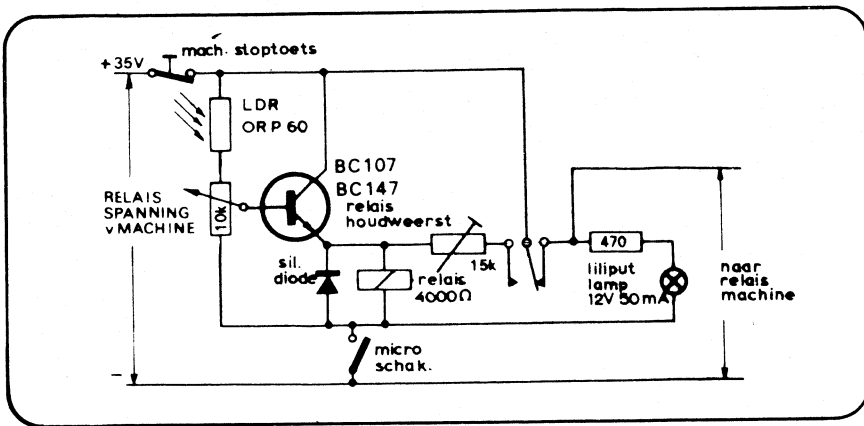 mach. stoptoets
+35V
LDR
ORP 60
BC107
BC147
relais
houdweerst
RELAIS
SPANNING
v MACHINE
10k
sil.
diode
relais
4000Ω
15k
470
liliput
lamp
12V 50mA
naar
relais
machine
micro
schak.
–